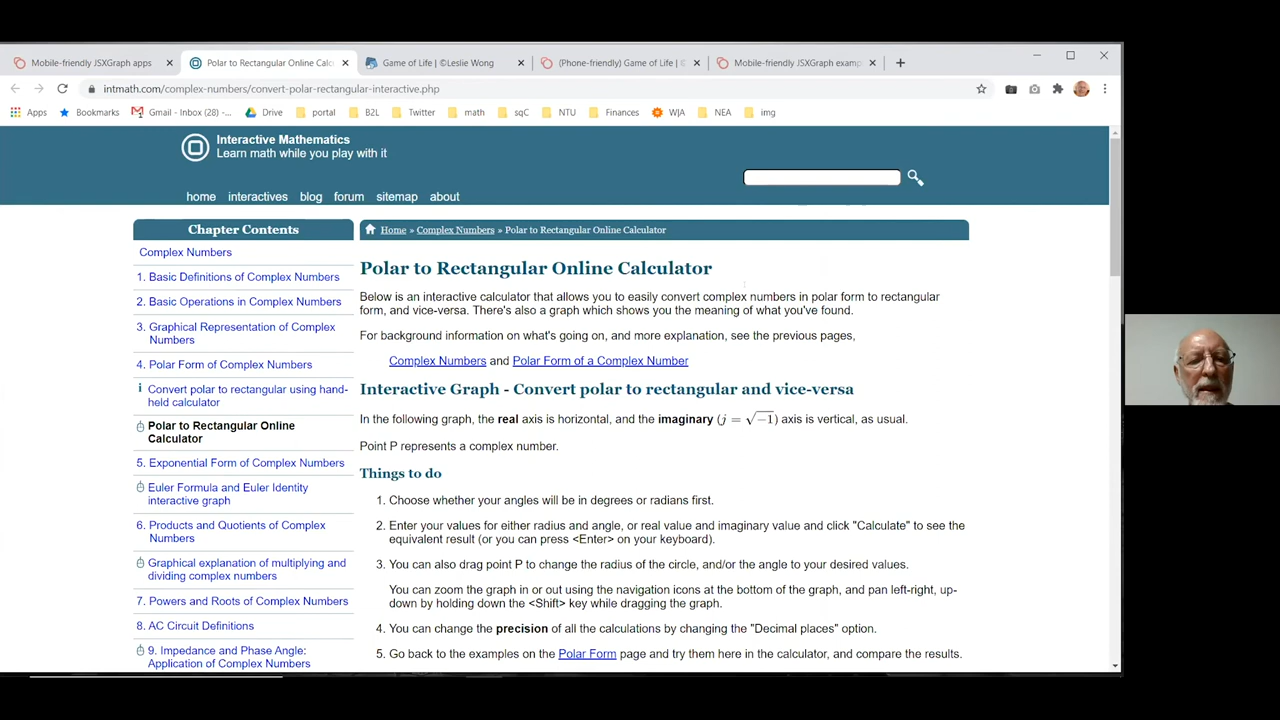 Mobile-friendly JSXGraph apps
Polar to Rectangular Online Calc
Game of Life | ©Leslie Wong
(Phone-friendly) Game of Life | ©
Mobile-friendly JSXGraph examp
intmath.com/complex-numbers/convert-polar-rectangular-interactive.php
Apps Bookmarks Gmail - Inbox (28) -... Drive portal B2L Twitter math sqC NTU Finances WJA NEA img
Interactive Mathematics
Learn math while you play with it
home interactives blog forum sitemap about
Chapter Contents
Complex Numbers
1. Basic Definitions of Complex Numbers
2. Basic Operations in Complex Numbers
3. Graphical Representation of Complex
Numbers
4. Polar Form of Complex Numbers
Convert polar to rectangular using hand-
held calculator
Polar to Rectangular Online
Calculator
5. Exponential Form of Complex Numbers
Euler Formula and Euler Identity
interactive graph
6. Products and Quotients of Complex
Numbers
Graphical explanation of multiplying and
dividing complex numbers
7. Powers and Roots of Complex Numbers
8. AC Circuit Definitions
9. Impedance and Phase Angle:
Application of Complex Numbers
Home » Complex Numbers » Polar to Rectangular Online Calculator
Polar to Rectangular Online Calculator
Below is an interactive calculator that allows you to easily convert complex numbers in polar form to rectangular
form, and vice-versa. There's also a graph which shows you the meaning of what you've found.
For background information on what's going on, and more explanation, see the previous pages,
Complex Numbers and Polar Form of a Complex Number
Interactive Graph - Convert polar to rectangular and vice-versa
In the following graph, the real axis is horizontal, and the imaginary (j = √−1) axis is vertical, as usual.
Point P represents a complex number.
Things to do
1. Choose whether your angles will be in degrees or radians first.
2. Enter your values for either radius and angle, or real value and imaginary value and click "Calculate" to see the
equivalent result (or you can press <Enter> on your keyboard).
3. You can also drag point P to change the radius of the circle, and/or the angle to your desired values.
You can zoom the graph in or out using the navigation icons at the bottom of the graph, and pan left-right, up-
down by holding down the <Shift> key while dragging the graph.
4. You can change the precision of all the calculations by changing the "Decimal places" option.
5. Go back to the examples on the Polar Form page and try them here in the calculator, and compare the results.